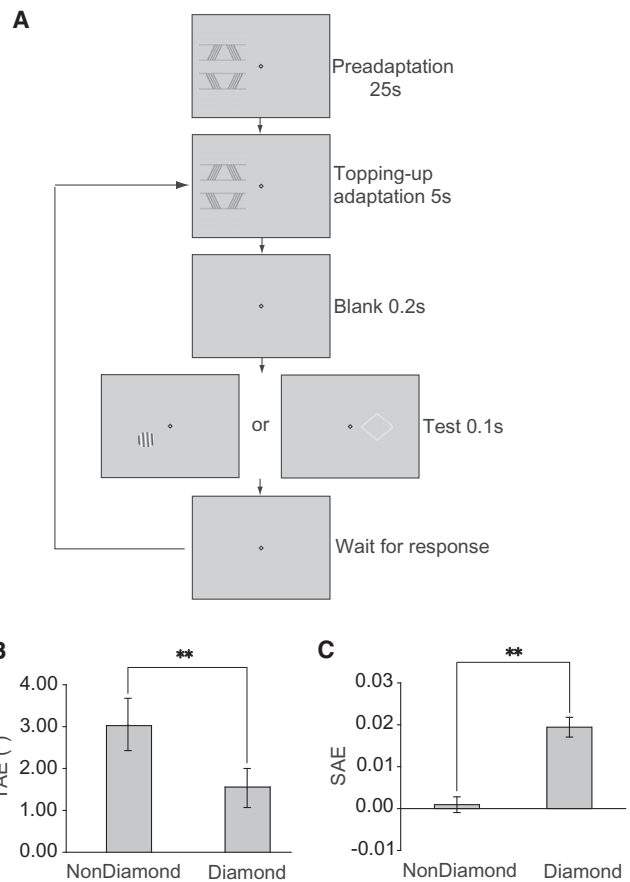 A
Preadaptation
25s
Topping-up
adaptation 5s
Blank 0.2s
or
Test 0.1s
Wait for response
**
4.00
3.00
2.00
1.00
0.00
NonDiamond Diamond
C
**
0.03
0.02
0.01
0.00
-0.01
SAE
NonDiamond Diamond